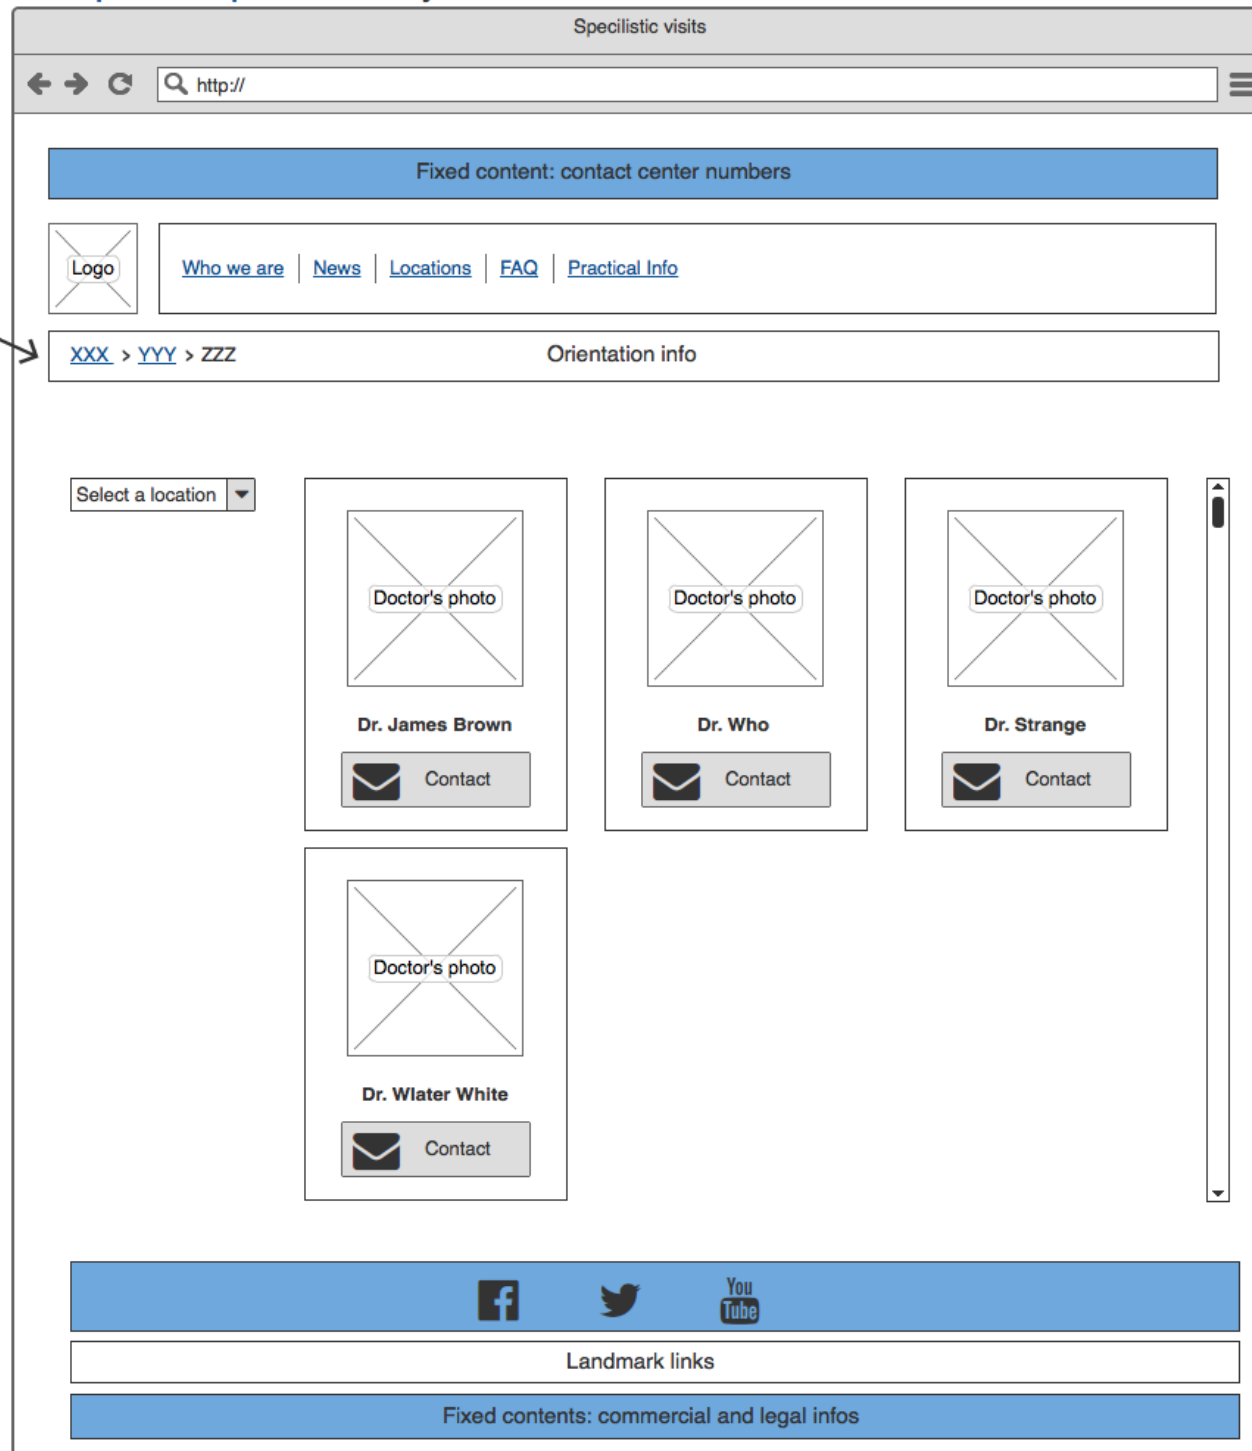 Specilistic visits
http://
Fixed content: contact center numbers
Logo
Who we are News Locations FAQ Practical Info
XXX > YYY > ZZZ Orientation info
Select a location
Doctor's photo Doctor's photo Doctor's photo
Dr. James Brown Dr. Who Dr. Strange
Contact Contact Contact
Doctor's photo
Dr. Wlater White
Contact
You
Tube
Landmark links
Fixed contents: commercial and legal infos